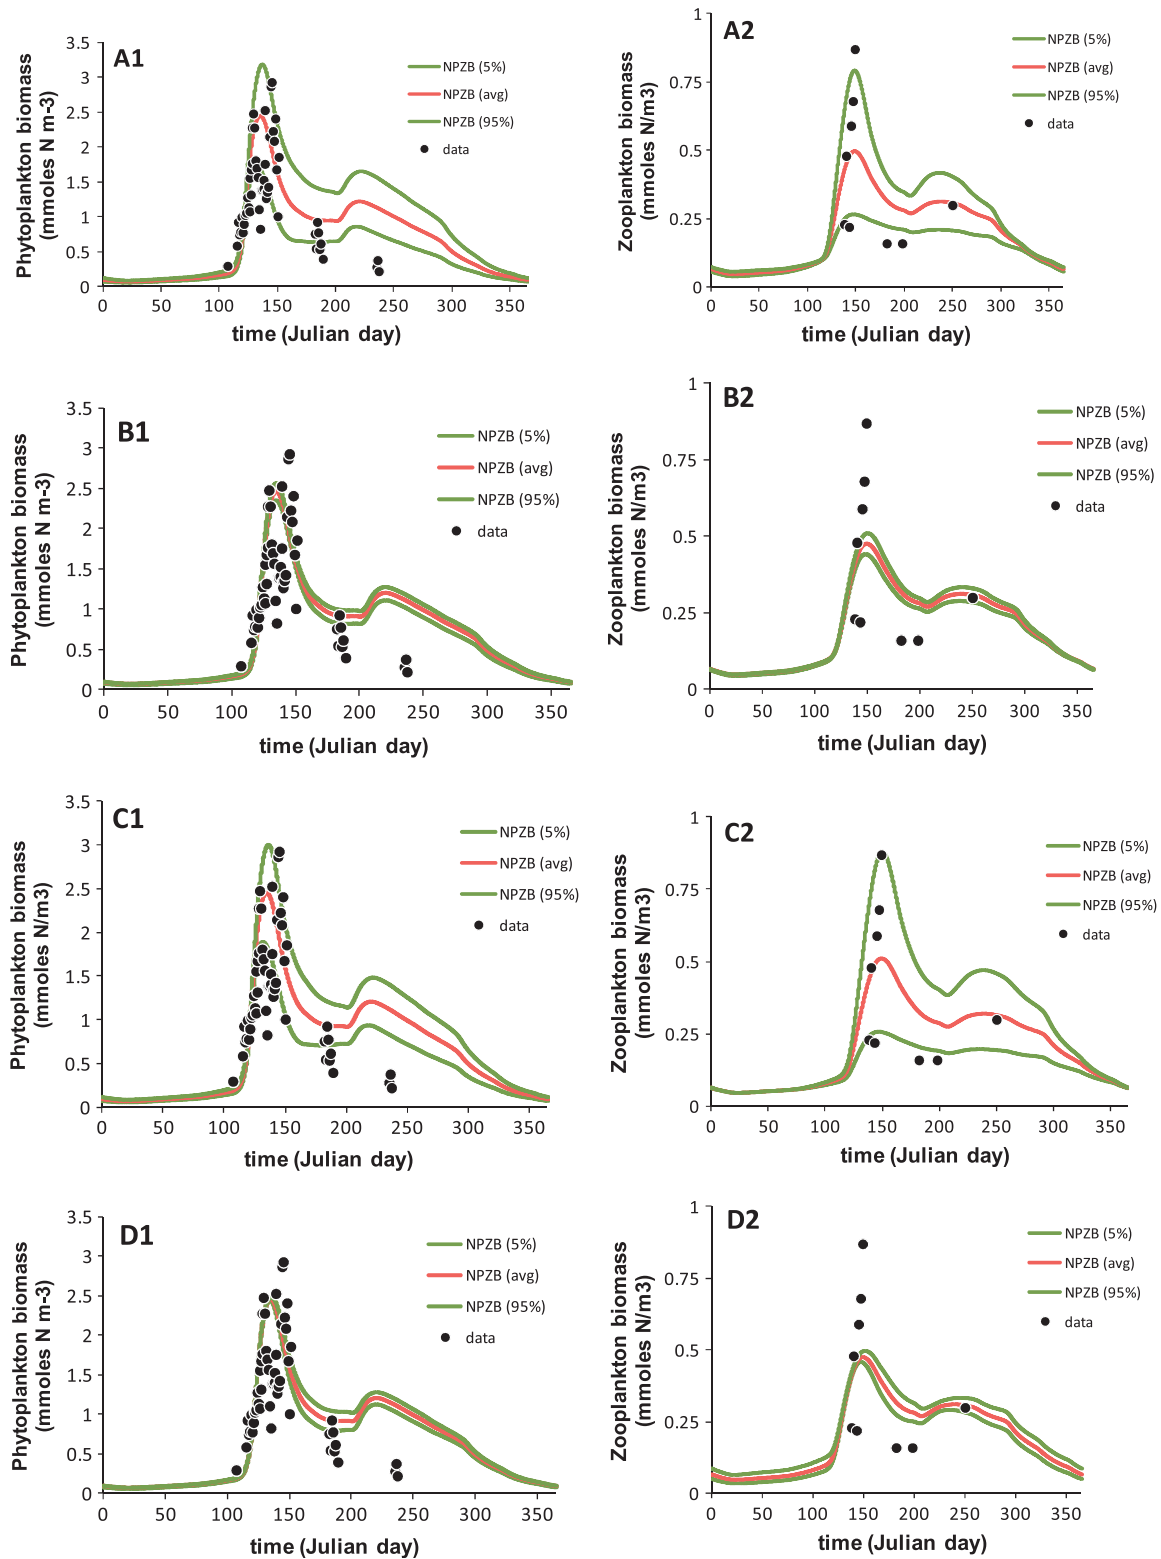 A1
Phytoplankton biomass
(mmoles N m-3)
3.5
3
2.5
2
1.5
1
0.5
0
0 50 100 150 200 250 300 350
time (Julian day)
NPZB (5%)
NPZB (avg)
NPZB (95%)
data
A2
Zooplankton biomass
(mmoles N/m3)
1
0.75
0.5
0.25
0
0 50 100 150 200 250 300 350
time (Julian day)
NPZB (5%)
NPZB (avg)
NPZB (95%)
data
B1
Phytoplankton biomass
(mmoles N m-3)
3.5
3
2.5
2
1.5
1
0.5
0
0 50 100 150 200 250 300 350
time (Julian day)
NPZB (5%)
NPZB (avg)
NPZB (95%)
data
B2
Zooplankton biomass
(mmoles N/m3)
1
0.75
0.5
0.25
0
0 50 100 150 200 250 300 350
time (Julian day)
NPZB (5%)
NPZB (avg)
NPZB (95%)
data
C1
Phytoplankton biomass
(mmoles N/m3)
3.5
3
2.5
2
1.5
1
0.5
0
0 50 100 150 200 250 300 350
time (Julian day)
NPZB (5%)
NPZB (avg)
NPZB (95%)
data
C2
Zooplankton biomass
(mmoles N/m3)
1
0.75
0.5
0.25
0
0 50 100 150 200 250 300 350
time (Julian day)
NPZB (5%)
NPZB (avg)
NPZB (95%)
data
D1
Phytoplankton biomass
(mmoles N m-3)
3.5
3
2.5
2
1.5
1
0.5
0
0 50 100 150 200 250 300 350
time (Julian day)
NPZB (5%)
NPZB (avg)
NPZB (95%)
data
D2
Zooplankton biomass
(mmoles N/m3)
1
0.75
0.5
0.25
0
0 50 100 150 200 250 300 350
time (Julian day)
NPZB (5%)
NPZB (avg)
NPZB (95%)
data